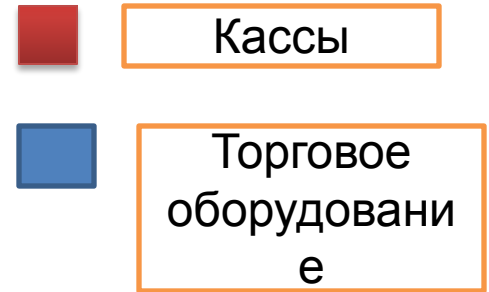 Кассы
Торговое
оборудовани
е